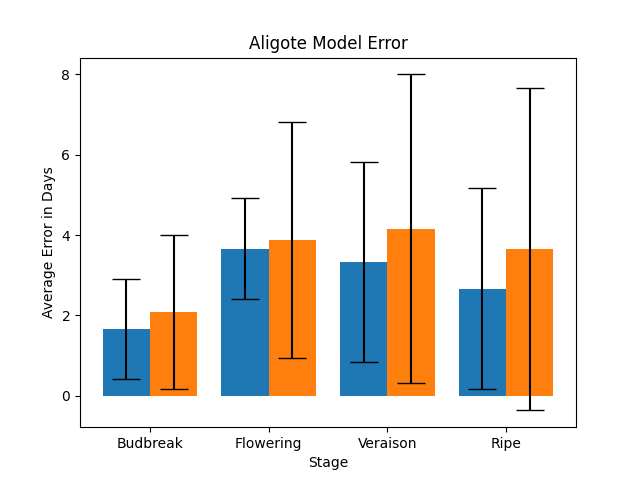 Aligote Model Error
Average Error in Days
8
6
4
2
0
Budbreak Flowering Veraison Ripe
Stage